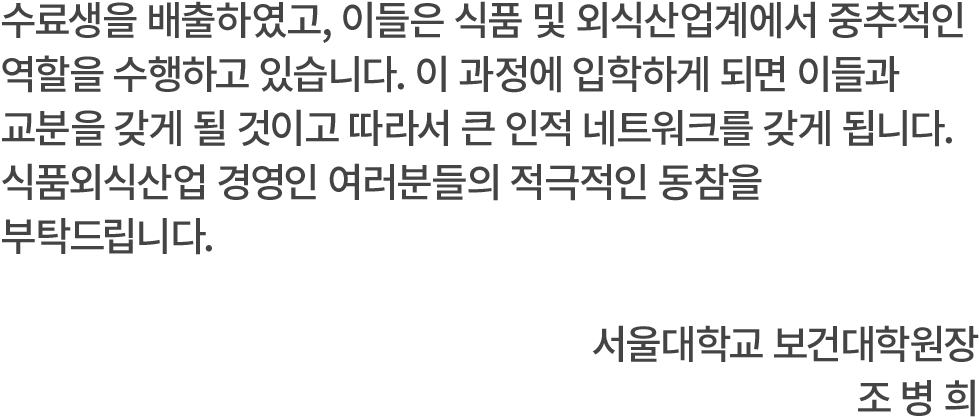 수료생을 배출하였고, 이들은 식품 및 외식산업계에서 중추적인
역할을 수행하고 있습니다. 이 과정에 입학하게 되면 이들과
교분을 갖게 될 것이고 따라서 큰 인적 네트워크를 갖게 됩니다.
식품외식산업 경영인 여러분들의 적극적인 동참을
부탁드립니다.
서울대학교 보건대학원장
조 병 희